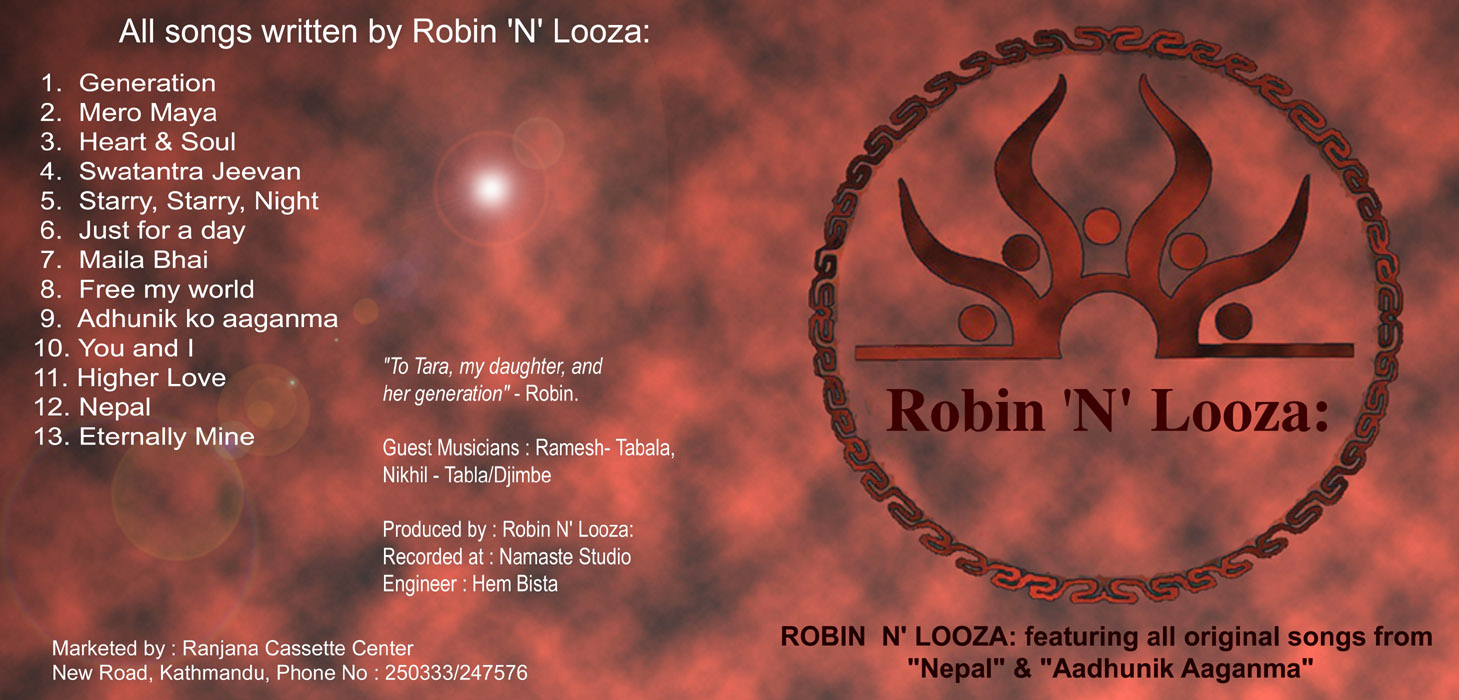 All songs written by Robin 'N' Looza:
1. Generation
2. Mero Maya
3. Heart & Soul
4. Swatantra Jeevan
5. Starry, Starry, Night
6. Just for a day
7. Maila Bhai
8. Free my world
9. Adhunik ko aaganma
10. You and I
11. Higher Love
12. Nepal
13. Eternally Mine
"To Tara, my daughter, and
her generation" - Robin.
Guest Musicians : Ramesh- Tabala,
Nikhil - Tabla/Djimbe
Produced by : Robin N' Looza:
Recorded at : Namaste Studio
Engineer : Hem Bista
Marketed by : Ranjana Cassette Center
New Road, Kathmandu, Phone No : 250333/247576
Robin 'N' Looza:
ROBIN N' LOOZA: featuring all original songs from
"Nepal" & "Aadhunik Aaganma"